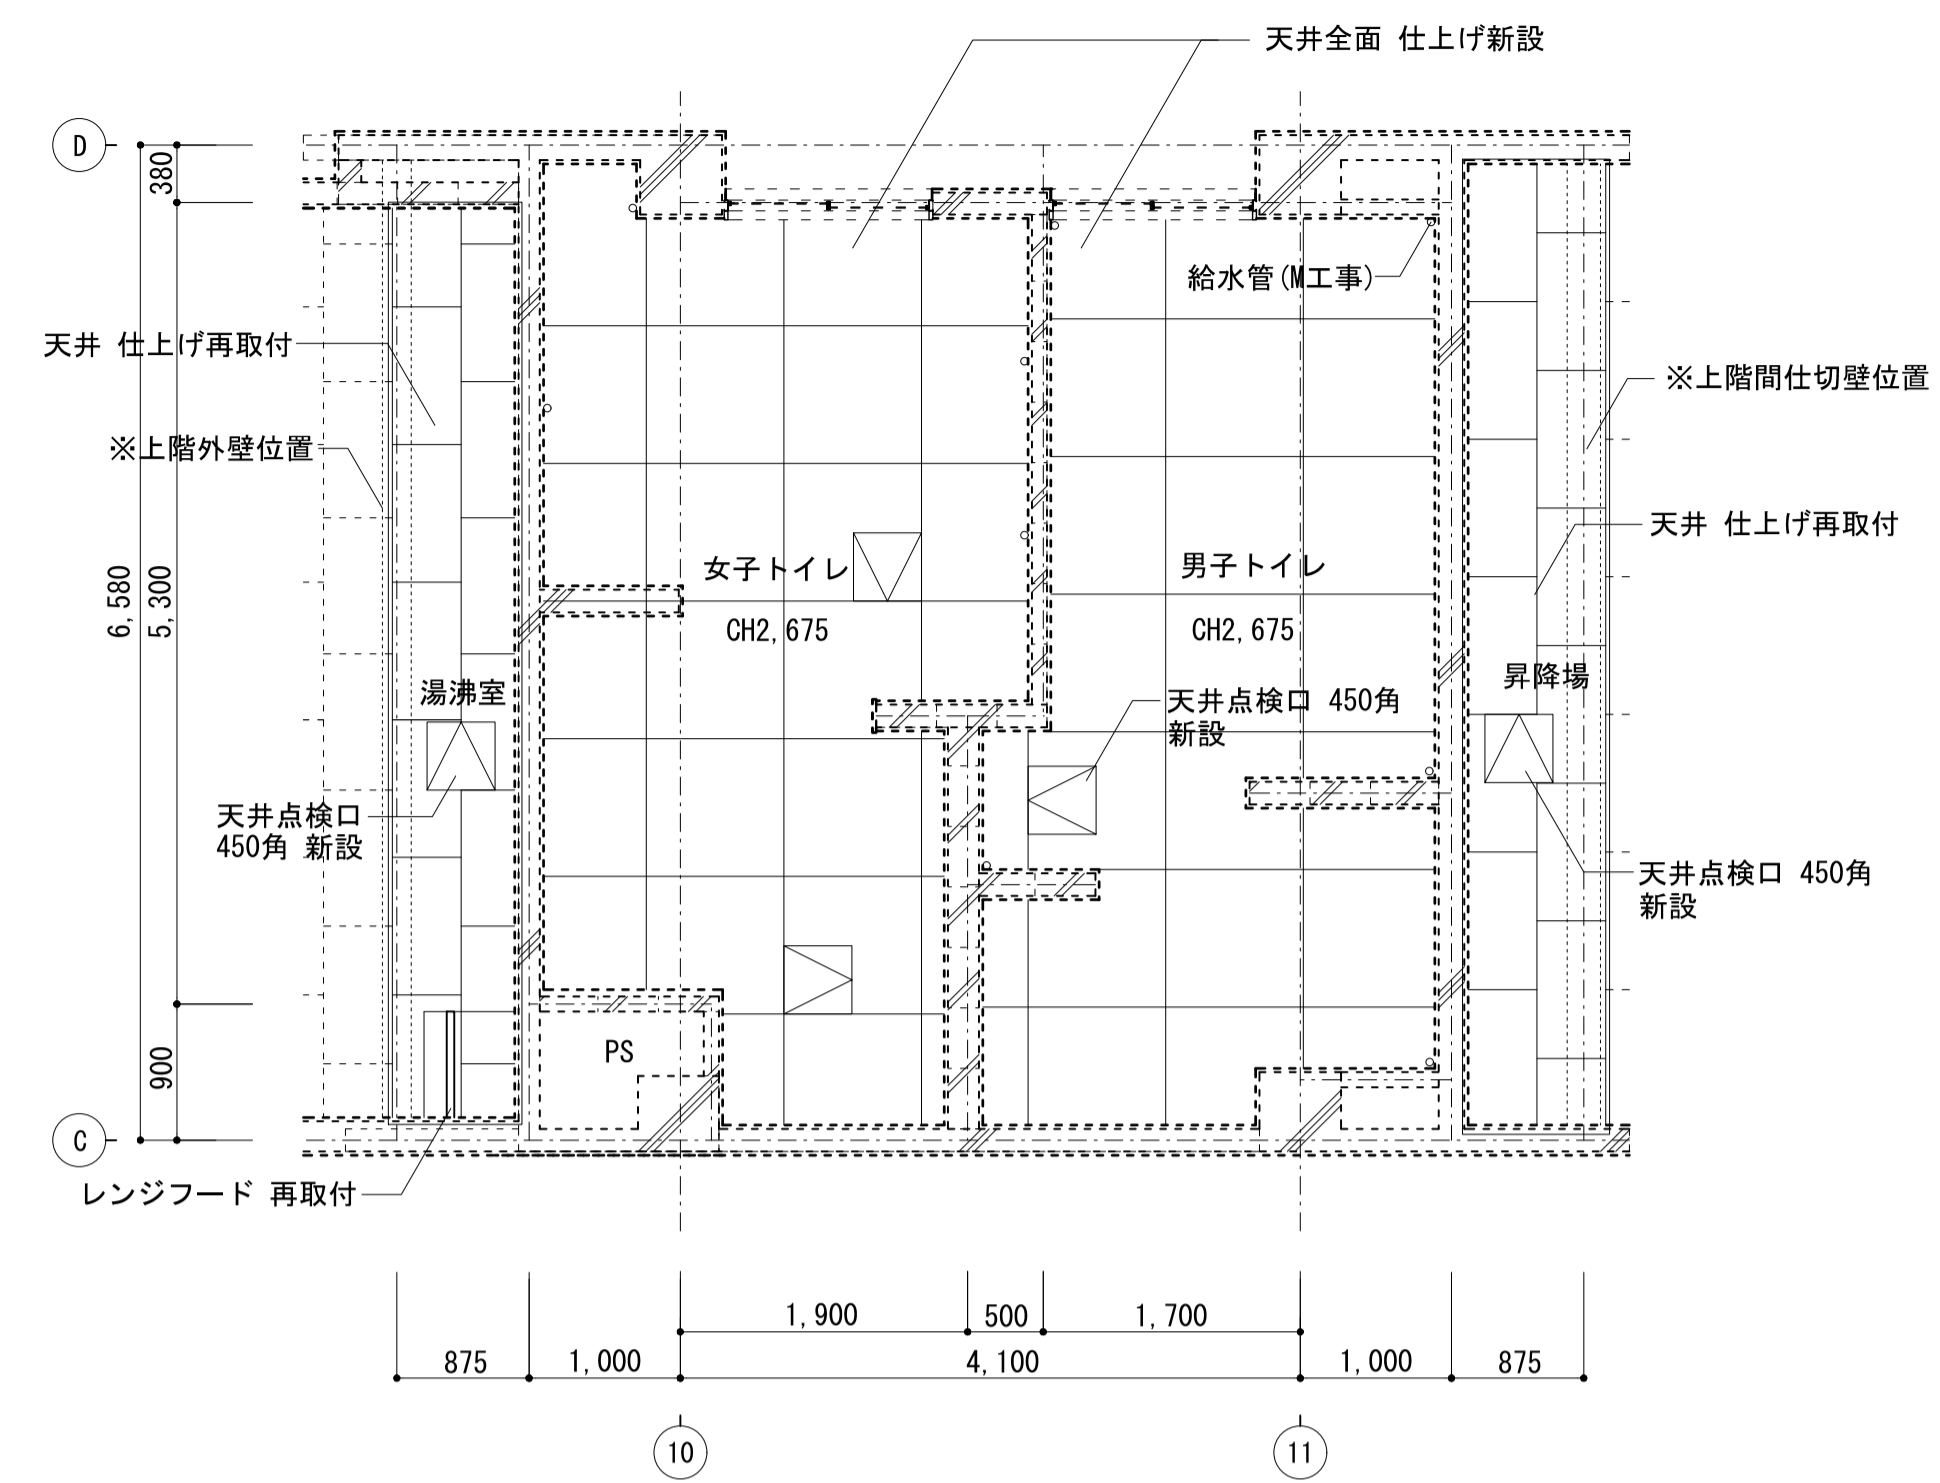 天井全面 仕上げ新設
D
380
給水管(M工事)
天井 仕上げ再取付
※上階間仕切壁位置
※上階外壁位置
天井 仕上げ再取付
6,580
5,300
女子トイレ
CH2,675
男子トイレ
CH2,675
湯沸室
昇降場
天井点検口 450角
新設
天井点検口
450角 新設
天井点検口 450角
新設
900
PS
C
レンジフード 再取付
1,900
500
1,700
875
1,000
4,100
1,000
875
10
11